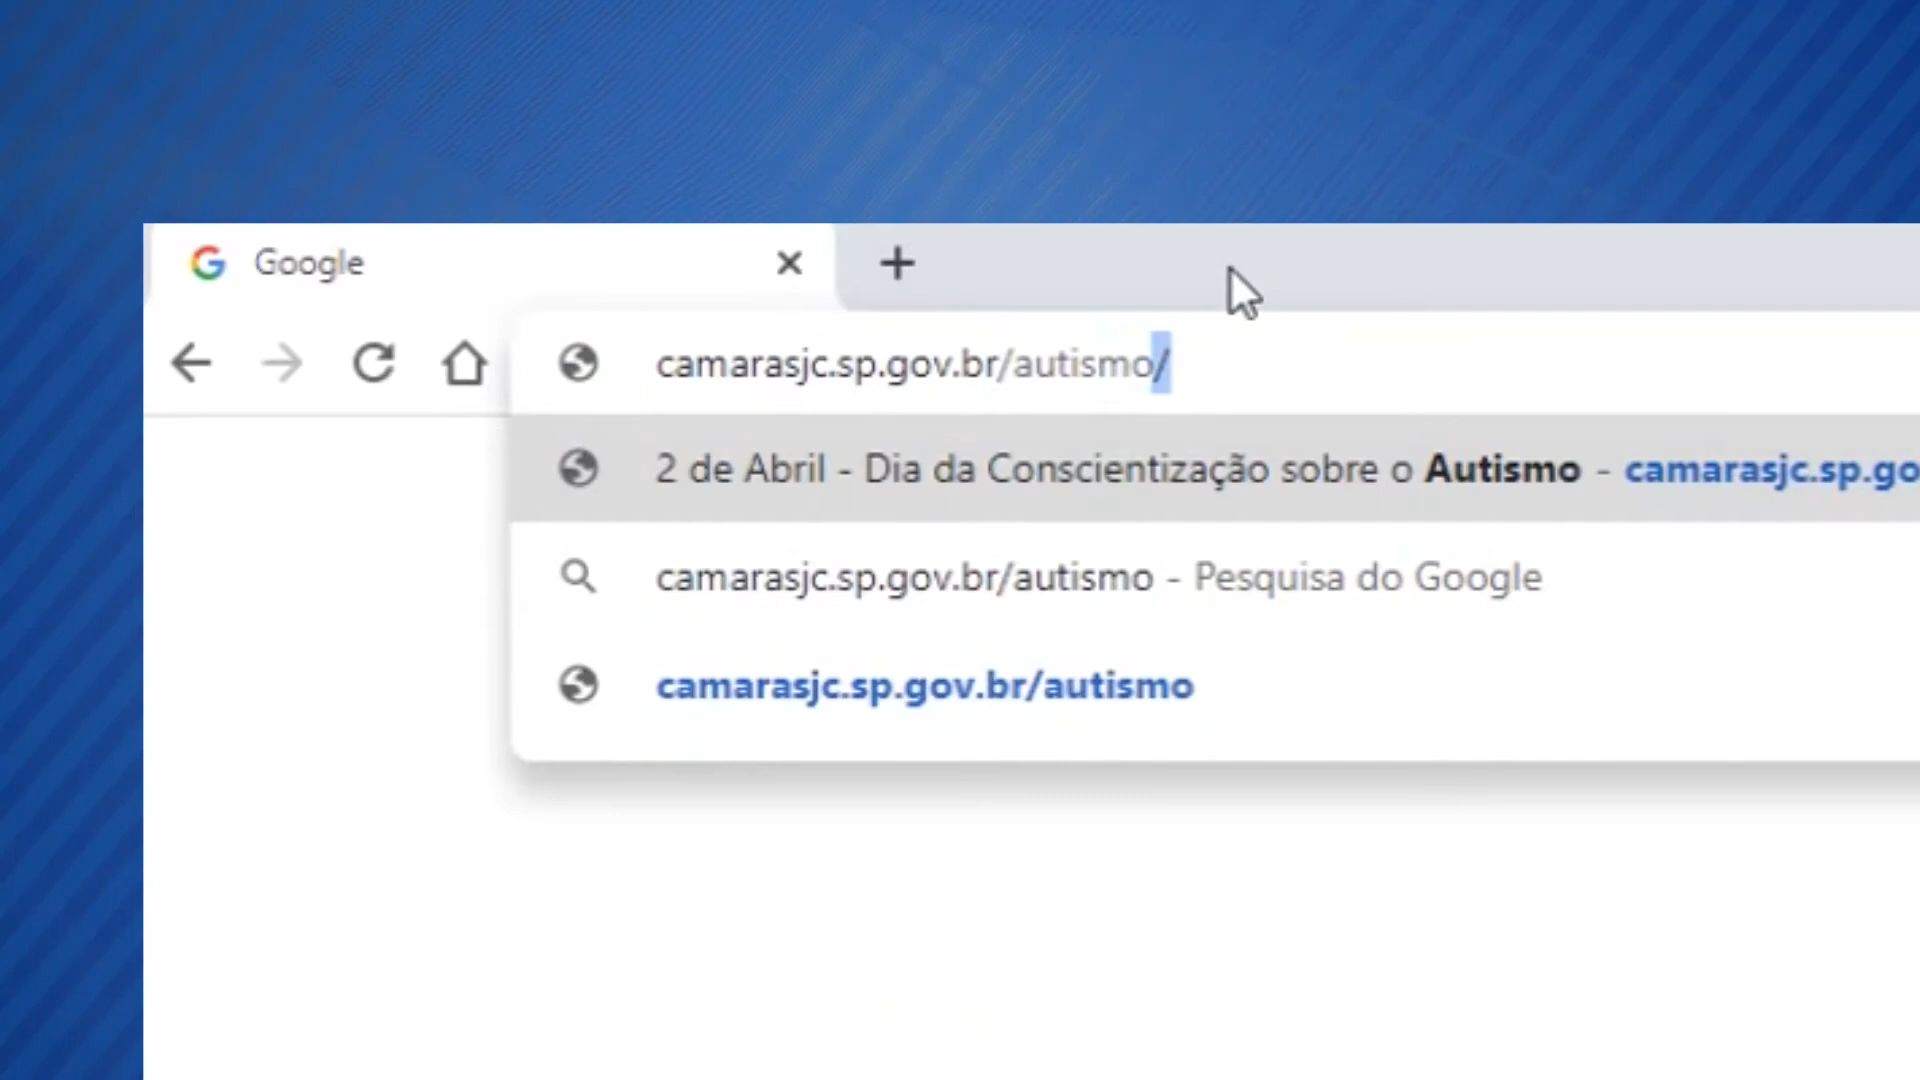 Google
camarasjc.sp.gov.br/autismo/
2 de Abril - Dia da Conscientização sobre o Autismo - camarasjc.sp.go
camarasjc.sp.gov.br/autismo - Pesquisa do Google
camarasjc.sp.gov.br/autismo